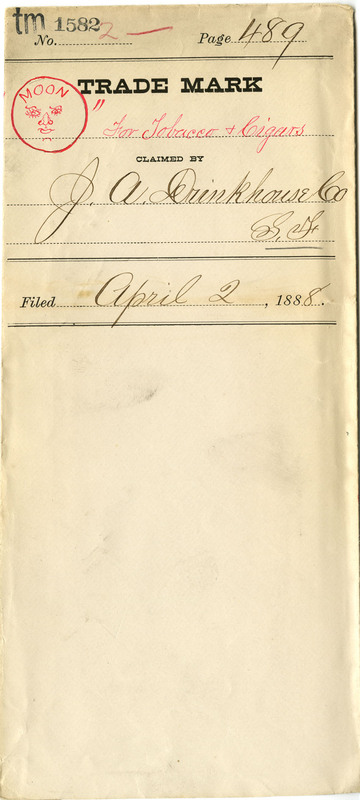 tm 1582
No. 2— Page 489
MOON
TRADE MARK
" For Tobacco & Cigars
CLAIMED BY
J. A. Drinkhouse Co
S. F.
Filed April 2, 1888.